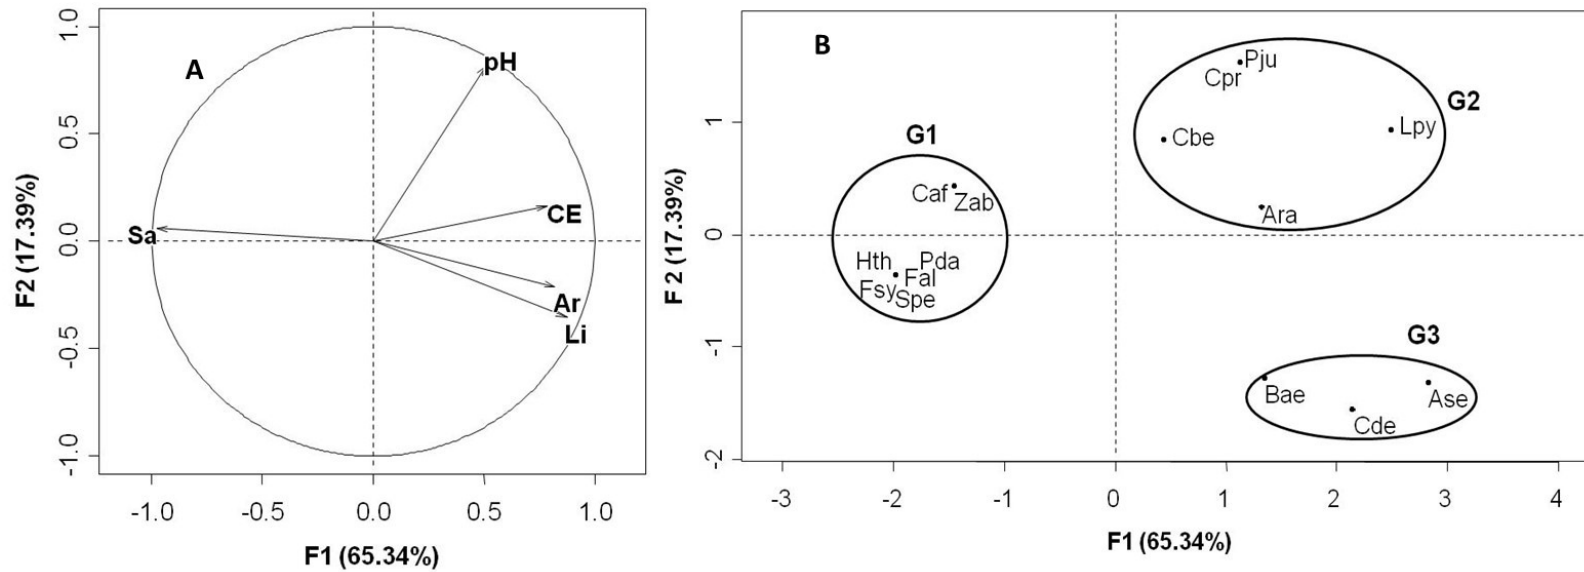 A
pH
CE
Sa
Ar
Li
1.0
0.5
0.0
-0.5
-1.0
F2 (17.39%)
-1.0 -0.5 0.0 0.5 1.0
F1 (65.34%)
B
Pju
Cpr
G2
Lpy
G1
Cbe
Caf Zab
Ara
Hth Pda
Fal
Fsy Spe
G3
Bae Ase
Cde
1
0
-1
-2
F 2 (17.39%)
-3 -2 -1 0 1 2 3 4
F1 (65.34%)